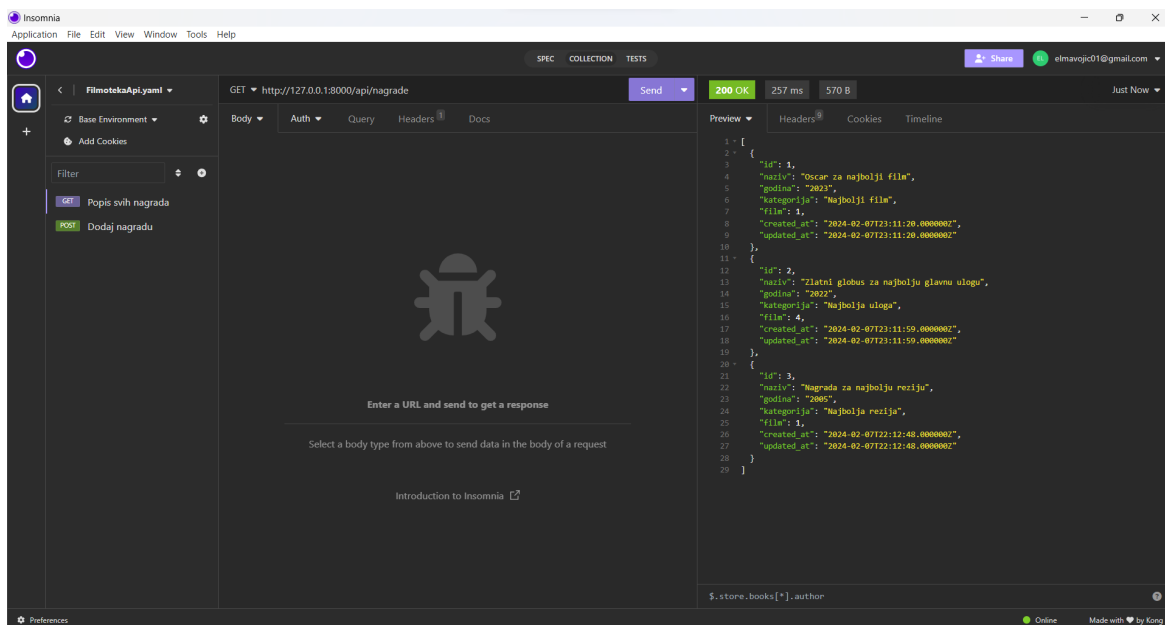 Insomnia
Application File Edit View Window Tools Help
SPEC COLLECTION TESTS
Share
EL
elmavojic01@gmail.com
FilmotekaApi.yaml
GET http://127.0.0.1:8000/api/nagrade
Send
200 OK 257 ms 570 B
Just Now
Base Environment
Add Cookies
Filter
GET Popis svih nagrada
POST Dodaj nagradu
Body Auth Query Headers 1 Docs
Enter a URL and send to get a response
Select a body type from above to send data in the body of a request
Introduction to Insomnia
Preview Headers 9 Cookies Timeline
1 [
2 {
3 "id": 1,
4 "naziv": "Oscar za najbolji film",
5 "godina": "2023",
6 "kategorija": "Najbolji film",
7 "film": 1,
8 "created_at": "2024-02-07T23:11:20.000000Z",
9 "updated_at": "2024-02-07T23:11:20.000000Z"
10 },
11 {
12 "id": 2,
13 "naziv": "Zlatni globus za najbolju glavnu ulogu",
14 "godina": "2022",
15 "kategorija": "Najbolja uloga",
16 "film": 4,
17 "created_at": "2024-02-07T23:11:59.000000Z",
18 "updated_at": "2024-02-07T23:11:59.000000Z"
19 },
20 {
21 "id": 3,
22 "naziv": "Nagrada za najbolju reziju",
23 "godina": "2005",
24 "kategorija": "Najbolja rezija",
25 "film": 1,
26 "created_at": "2024-02-07T22:12:48.000000Z",
27 "updated_at": "2024-02-07T22:12:48.000000Z"
28 }
29 ]
$.store.books[*].author
Preferences
Online
Made with ♥ by Kong